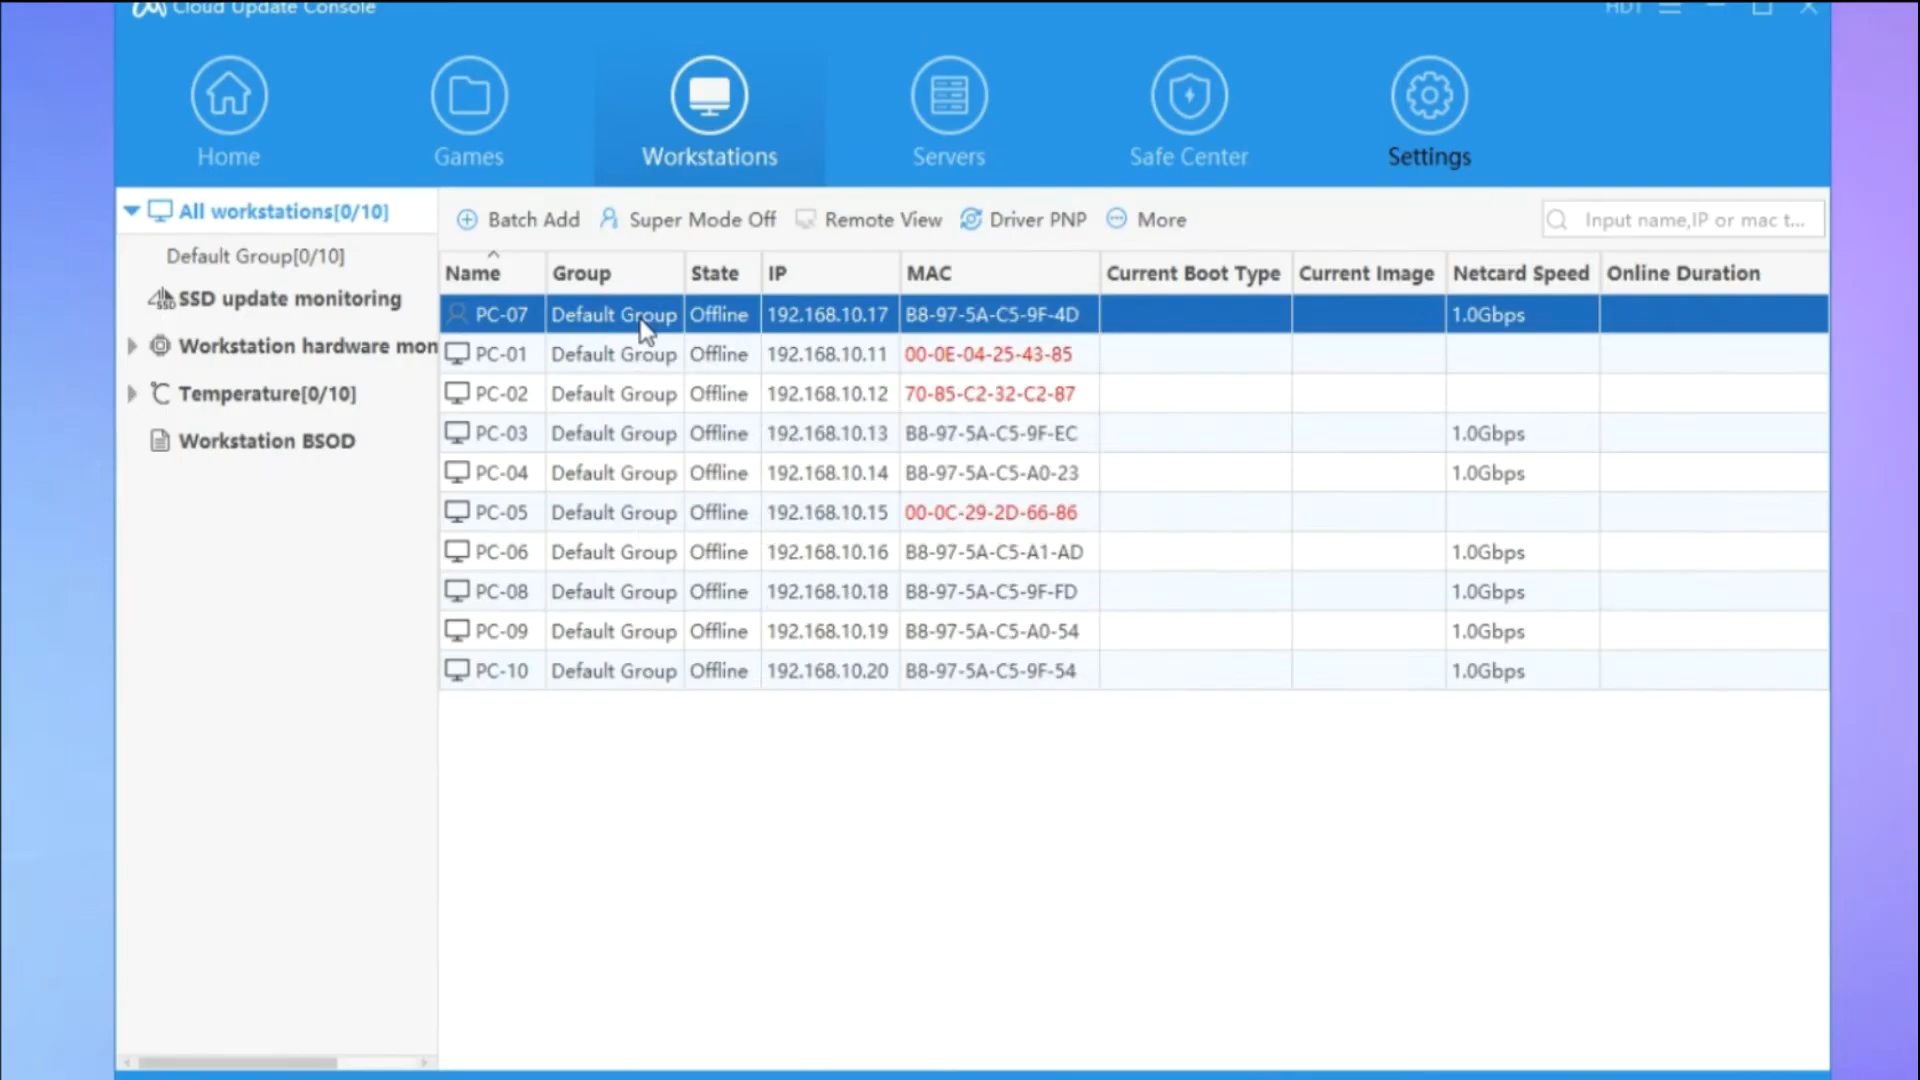 Cloud Update Console
HDT
Home
Games
Workstations
Servers
Safe Center
Settings
All workstations[0/10]
Default Group[0/10]
SSD update monitoring
Workstation hardware mon
Temperature[0/10]
Workstation BSOD
Batch Add Super Mode Off Remote View Driver PNP More
Input name,IP or mac t...
Name Group State IP MAC Current Boot Type Current Image Netcard Speed Online Duration
PC-07 Default Group Offline 192.168.10.17 B8-97-5A-C5-9F-4D 1.0Gbps
PC-01 Default Group Offline 192.168.10.11 00-0E-04-25-43-85
PC-02 Default Group Offline 192.168.10.12 70-85-C2-32-C2-87
PC-03 Default Group Offline 192.168.10.13 B8-97-5A-C5-9F-EC 1.0Gbps
PC-04 Default Group Offline 192.168.10.14 B8-97-5A-C5-A0-23 1.0Gbps
PC-05 Default Group Offline 192.168.10.15 00-0C-29-2D-66-86
PC-06 Default Group Offline 192.168.10.16 B8-97-5A-C5-A1-AD 1.0Gbps
PC-08 Default Group Offline 192.168.10.18 B8-97-5A-C5-9F-FD 1.0Gbps
PC-09 Default Group Offline 192.168.10.19 B8-97-5A-C5-A0-54 1.0Gbps
PC-10 Default Group Offline 192.168.10.20 B8-97-5A-C5-9F-54 1.0Gbps